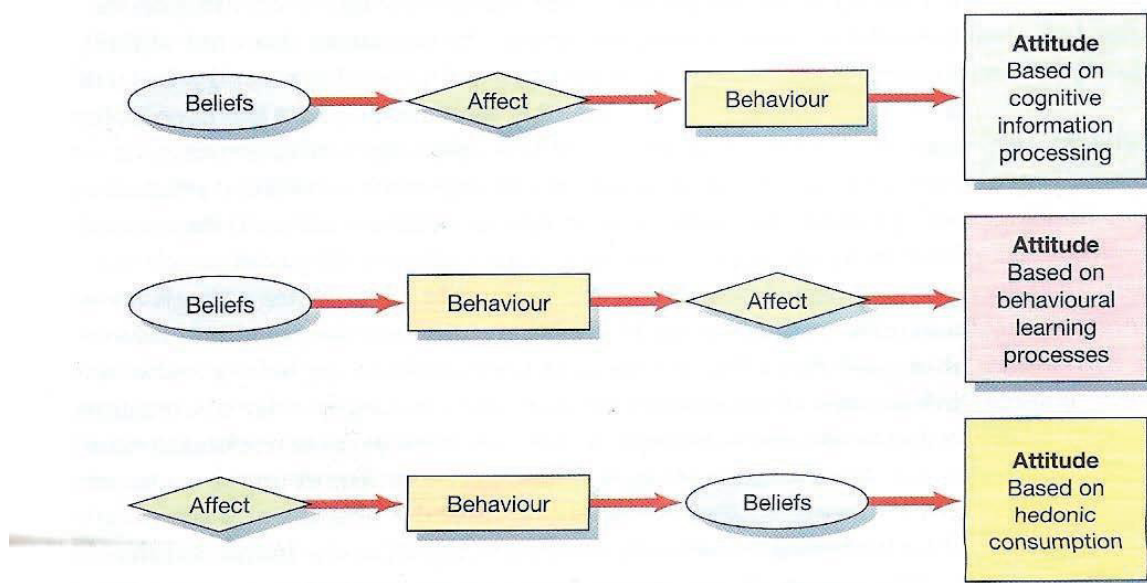 Beliefs
Affect
Behaviour
Attitude
Based on
cognitive
information
processing
Beliefs
Behaviour
Affect
Attitude
Based on
behavioural
learning
processes
Affect
Behaviour
Beliefs
Attitude
Based on
hedonic
consumption